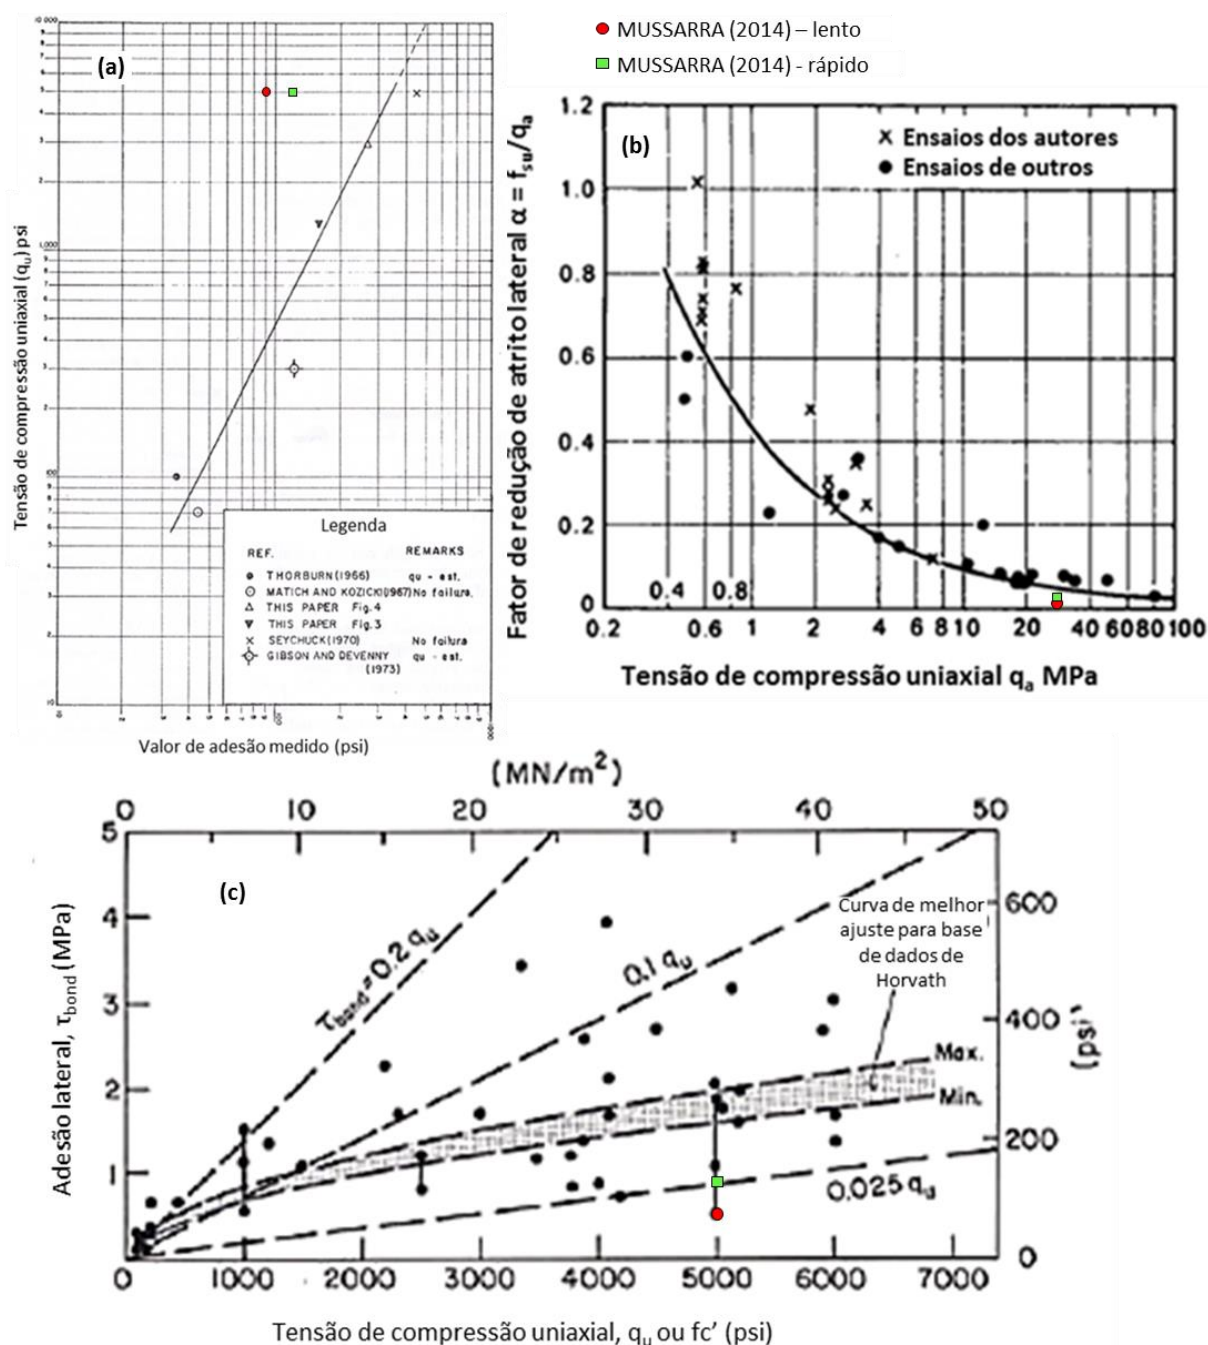 MUSSARRA (2014) – lento
MUSSARRA (2014) - rápido
(a)
10 000
1,000
100
10
Tensão de compressão uniaxial (qᵤ) psi
Valor de adesão medido (psi)
Legenda
REF. REMARKS
THORBURN (1966) qu - est.
MATICH AND KOZICKI (1967) No failure.
THIS PAPER Fig. 4
THIS PAPER Fig. 3
SEYCHUCK (1970) No failure
GIBSON AND DEVENNY qu - est.
(1973)
(b)
Ensaios dos autores
Ensaios de outros
Fator de redução de atrito lateral α = fsu/qa
1.2
1.0
0.8
0.6
0.4
0.2
0
0.4 0.8
0.2 0.6 1 2 4 6 8 10 20 40 60 80 100
Tensão de compressão uniaxial qa MPa
(MN/m²)
0 10 20 30 40 50
(c)
5
4
3
2
1
0
Adesão lateral, τbond (MPa)
τbond = 0.2 qu
0.1 qu
0.025 qu
Curva de melhor
ajuste para base
de dados de
Horvath
Max.
Min.
600
400
200
0
(psi)
0 1000 2000 3000 4000 5000 6000 7000
Tensão de compressão uniaxial, qu ou fc' (psi)